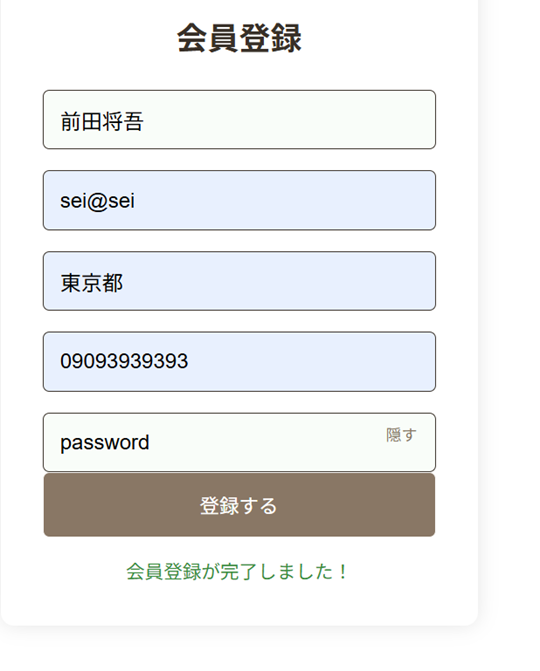 会員登録
前田将吾
sei@sei
東京都
09093939393
password
隠す
登録する
会員登録が完了しました！